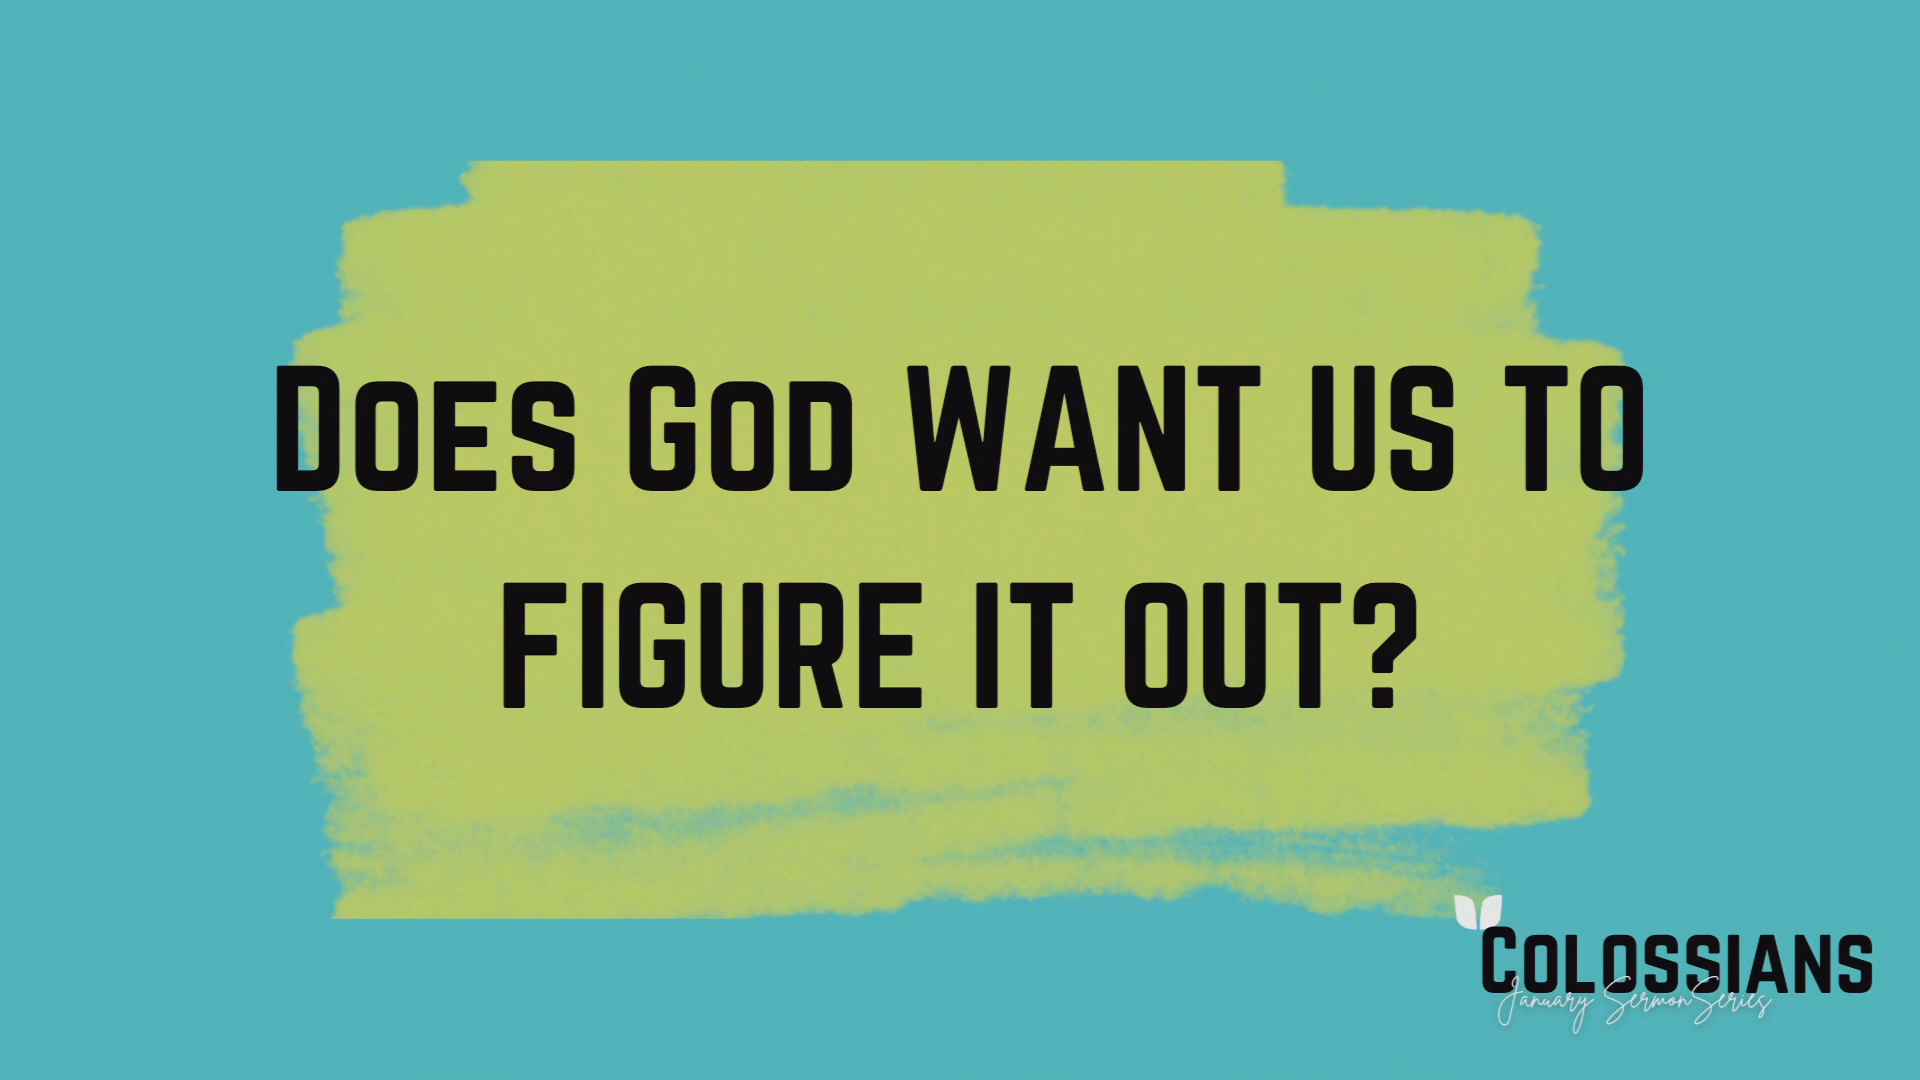 Does God WANT US TO
FIGURE IT OUT?
Colossians
January Sermon Series